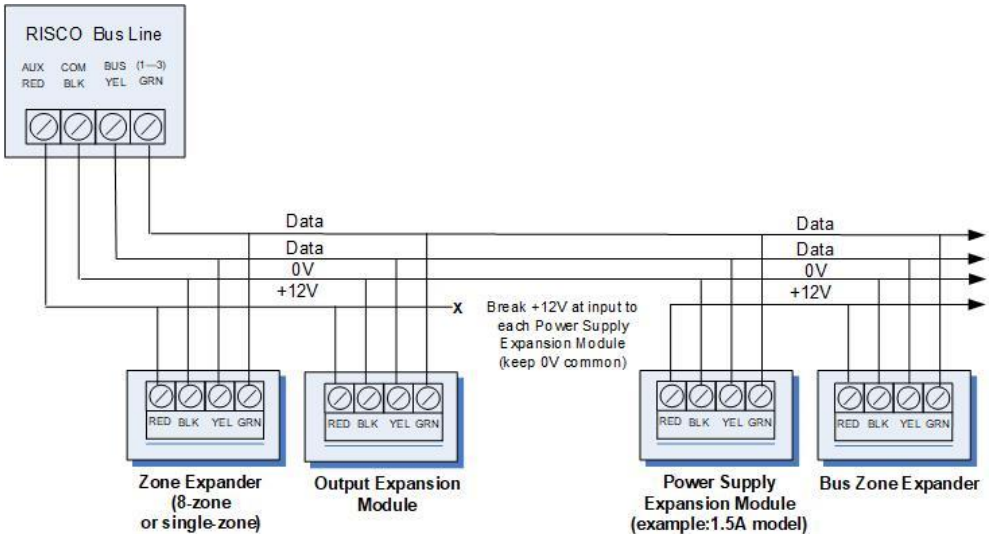 RISCO Bus Line
AUX COM BUS (1—3)
RED BLK YEL GRN
Data
Data
0V
+12V
X
Break +12V at input to
each Power Supply
Expansion Module
(keep 0V common)
Data
Data
0V
+12V
RED BLK YEL GRN
Zone Expander
(8-zone
or single-zone)
RED BLK YEL GRN
Output Expansion
Module
RED BLK YEL GRN
Power Supply
Expansion Module
(example:1.5A model)
RED BLK YEL GRN
Bus Zone Expander